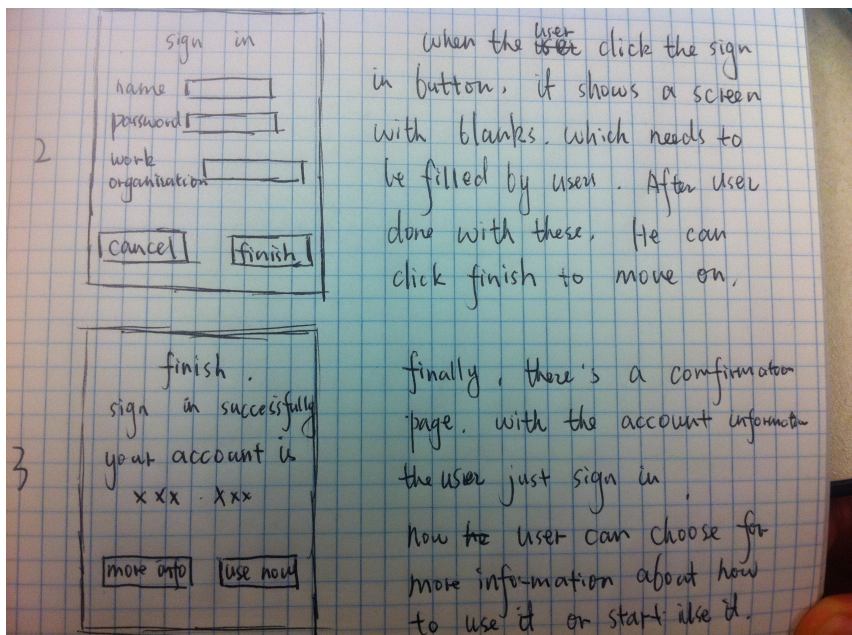 2
sign in
name
password
work
organisation
cancel
finish
when the user click the sign
in button, it shows a screen
with blanks. which needs to
be filled by user. After user
done with these, He can
click finish to move on.
3
finish.
sign in successfully
your account is
xxx.xxx
more info
use now
finally, there's a comfirmation
page. with the account information
the user just sign in.
now user can choose for
more information about how
to use it or start use it.